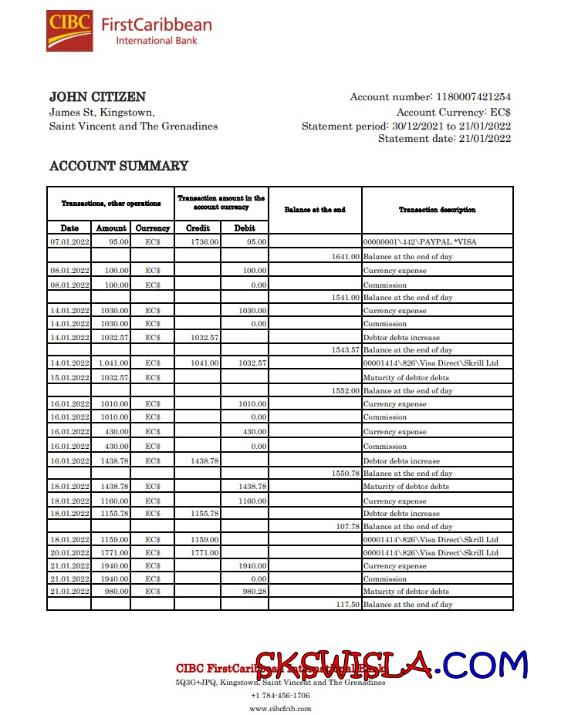 CIBC FirstCaribbean
International Bank
JOHN CITIZEN
James St, Kingstown,
Saint Vincent and The Grenadines
Account number: 1180007421254
Account Currency: EC$
Statement period: 30/12/2021 to 21/01/2022
Statement date: 21/01/2022
ACCOUNT SUMMARY
Transactions, other operations Transaction amount in the account currency Balance at the end Transaction description
Date Amount Currency Credit Debit
07.01.2022 95.00 EC$ 1736.00 95.00 00000001\442\PAYPAL *VISA
1641.00 Balance at the end of day
08.01.2022 100.00 EC$ 100.00 Currency expense
08.01.2022 100.00 EC$ 0.00 Commission
1541.00 Balance at the end of day
14.01.2022 1030.00 EC$ 1030.00 Currency expense
14.01.2022 1030.00 EC$ 0.00 Commission
14.01.2022 1032.57 EC$ 1032.57 Debtor debts increase
1543.57 Balance at the end of day
14.01.2022 1.041.00 EC$ 1041.00 1032.57 00001414\826\Visa Direct\Skrill Ltd
15.01.2022 1032.57 EC$ Maturity of debtor debts
1552.00 Balance at the end of day
16.01.2022 1010.00 EC$ 1010.00 Currency expense
16.01.2022 1010.00 EC$ 0.00 Commission
16.01.2022 430.00 EC$ 430.00 Currency expense
16.01.2022 430.00 EC$ 0.00 Commission
16.01.2022 1438.78 EC$ 1438.78 Debtor debts increase
1550.78 Balance at the end of day
18.01.2022 1438.78 EC$ 1438.78 Maturity of debtor debts
18.01.2022 1160.00 EC$ 1160.00 Currency expense
18.01.2022 1155.78 EC$ 1155.78 Debtor debts increase
107.78 Balance at the end of day
18.01.2022 1159.00 EC$ 1159.00 00001414\826\Visa Direct\Skrill Ltd
20.01.2022 1771.00 EC$ 1771.00 00001414\826\Visa Direct\Skrill Ltd
21.01.2022 1940.00 EC$ 1940.00 Currency expense
21.01.2022 1940.00 EC$ 0.00 Commission
21.01.2022 980.00 EC$ 980.28 Maturity of debtor debts
117.50 Balance at the end of day
CIBC FirstCaribbean International Bank
SKSWISLA.COM
5Q3G+JPQ, Kingstown, Saint Vincent and The Grenadines
+1 784-456-1706
www.cibcfcib.com